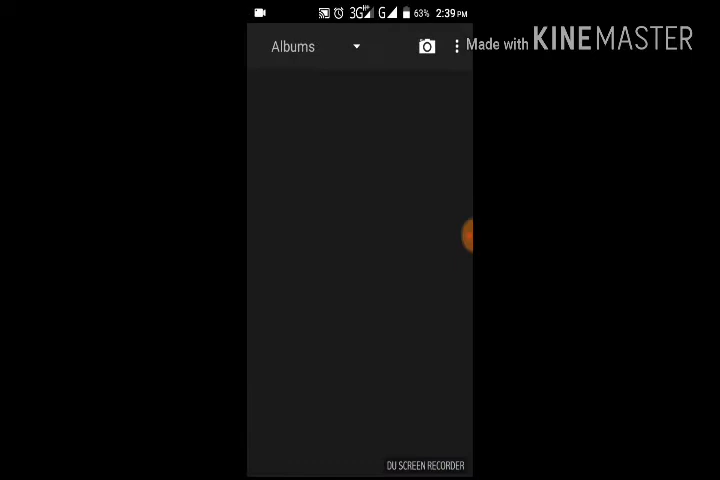 3G H+ G 63% 2:39 PM
Albums
Made with KINEMASTER
DU SCREEN RECORDER